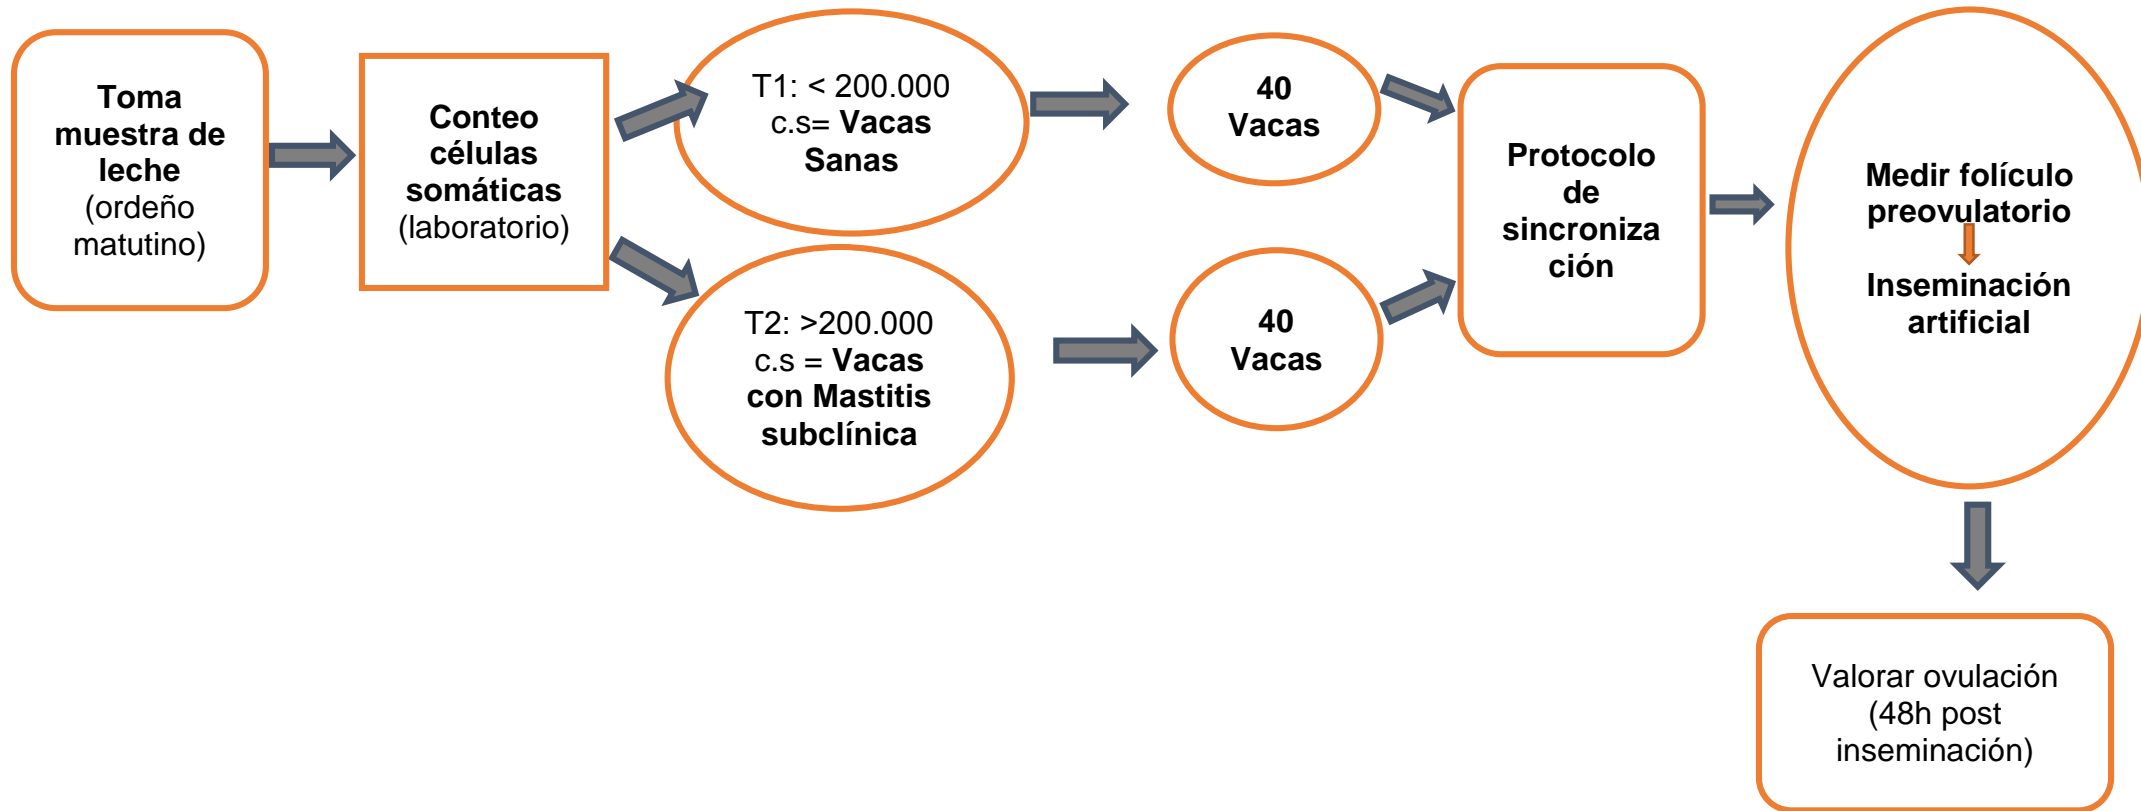 Toma
muestra de
leche
(ordeño
matutino)
Conteo
células
somáticas
(laboratorio)
T1: < 200.000
c.s= Vacas
Sanas
40
Vacas
T2: >200.000
c.s = Vacas
con Mastitis
subclínica
40
Vacas
Protocolo
de
sincroniza
ción
Medir folículo
preovulatorio
Inseminación
artificial
Valorar ovulación
(48h post
inseminación)